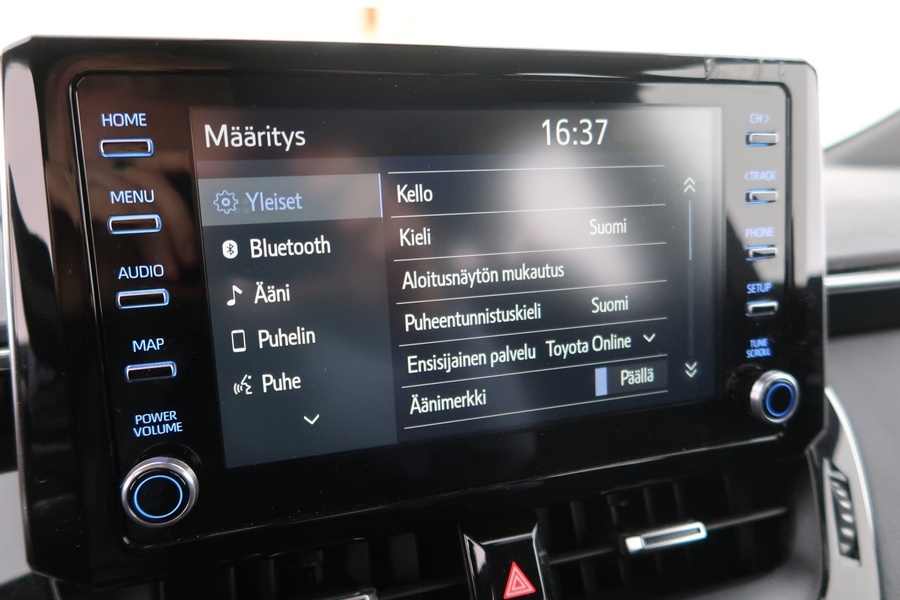 HOME
MENU
AUDIO
MAP
POWER
VOLUME
Määritys 16:37
Yleiset
Bluetooth
Ääni
Puhelin
Puhe
Kello
Kieli Suomi
Aloitusnäytön mukautus
Puheentunnistuskieli Suomi
Ensisijainen palvelu Toyota Online
Äänimerkki Päällä
CH >
< TRACK
PHONE
SETUP
TUNE
SCROLL